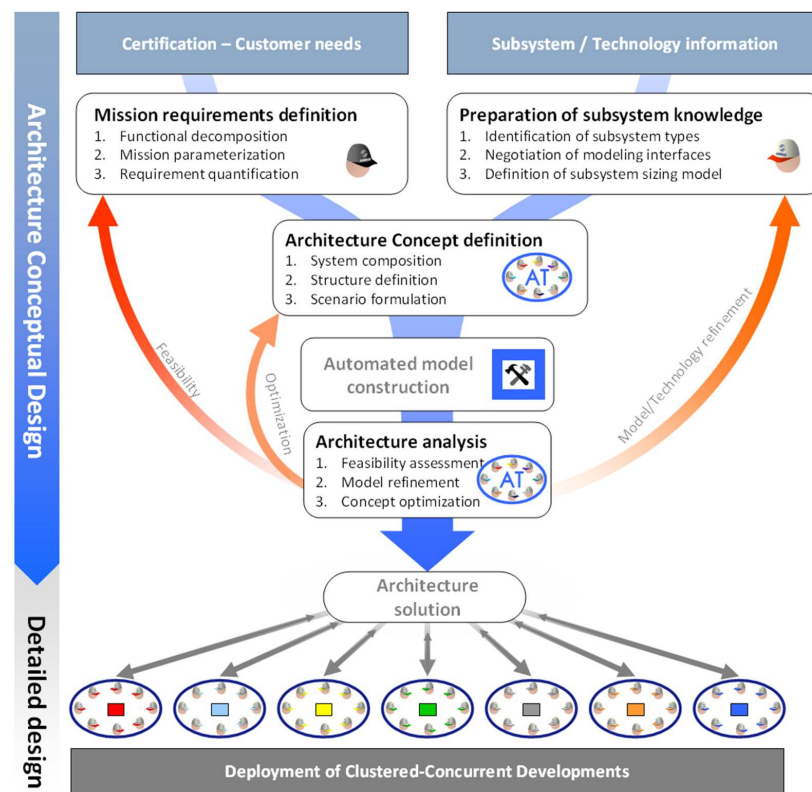 Certification – Customer needs
Subsystem / Technology information
Architecture Conceptual Design
Mission requirements definition
1. Functional decomposition
2. Mission parameterization
3. Requirement quantification
Preparation of subsystem knowledge
1. Identification of subsystem types
2. Negotiation of modeling interfaces
3. Definition of subsystem sizing model
Architecture Concept definition
1. System composition
2. Structure definition
3. Scenario formulation
AT
Feasibility
Optimization
Model/Technology refinement
Automated model
construction
Architecture analysis
1. Feasibility assessment
2. Model refinement
3. Concept optimization
AT
Architecture
solution
Detailed design
Deployment of Clustered-Concurrent Developments